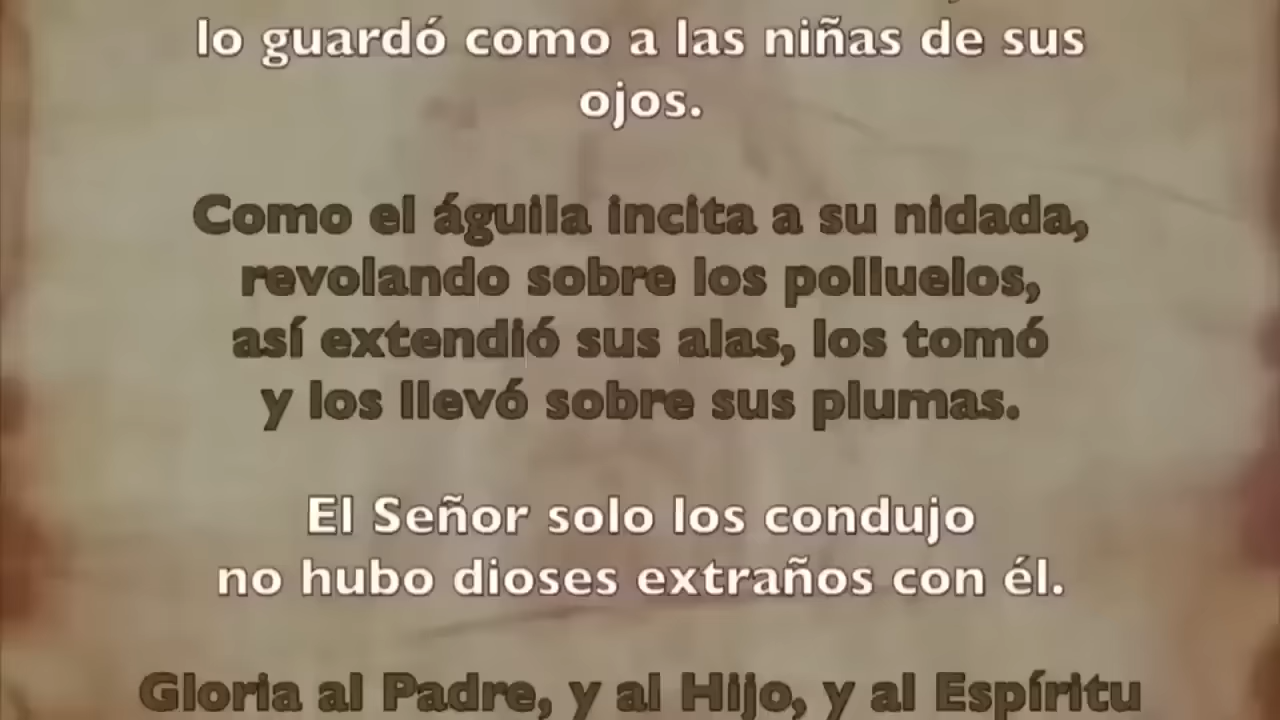 lo guardó como a las niñas de sus
ojos.
Como el águila incita a su nidada,
revolando sobre los polluelos,
así extendió sus alas, los tomó
y los llevó sobre sus plumas.
El Señor solo los condujo
no hubo dioses extraños con él.
Gloria al Padre, y al Hijo, y al Espíritu